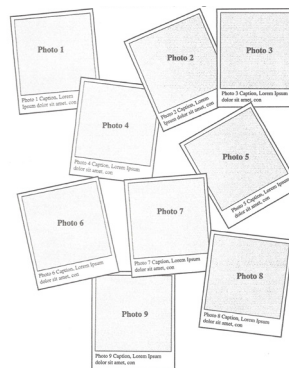 Photo 1
Photo 1 Caption, Lorem
Ipsum dolor sit amet, con
Photo 2
Photo 2 Caption, Lorem
Ipsum dolor sit amet, con
Photo 3
Photo 3 Caption, Lorem Ipsum
dolor sit amet, con
Photo 4
Photo 4 Caption, Lorem Ipsum
dolor sit amet, con
Photo 5
Photo 5 Caption, Lorem Ipsum
dolor sit amet, con
Photo 6
Photo 6 Caption, Lorem Ipsum
dolor sit amet, con
Photo 7
Photo 7 Caption, Lorem Ipsum
dolor sit amet, con
Photo 8
Photo 8 Caption, Lorem Ipsum
dolor sit amet, con
Photo 9
Photo 9 Caption, Lorem Ipsum
dolor sit amet, con